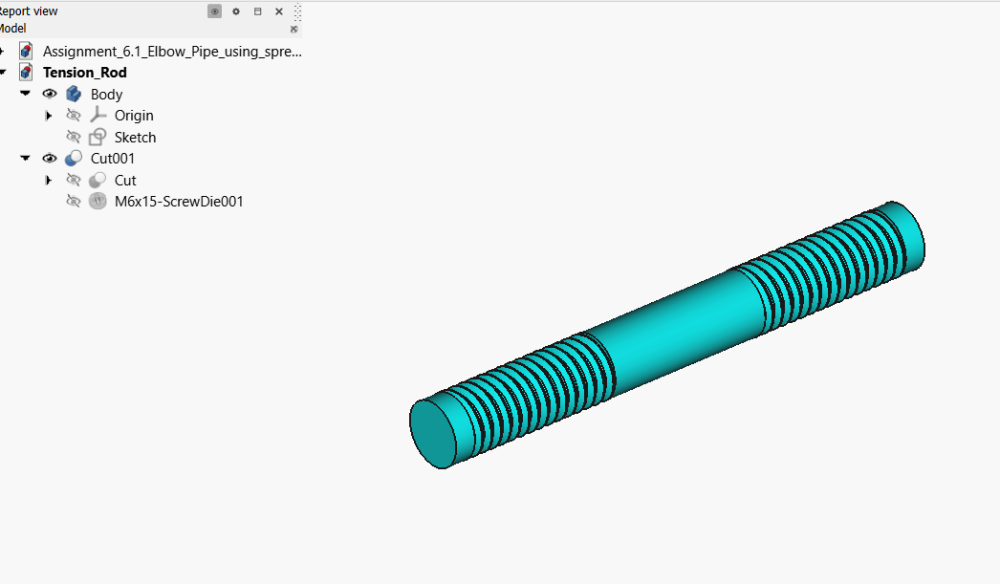 Report view
Model
Assignment_6.1_Elbow_Pipe_using_spre...
Tension_Rod
Body
Origin
Sketch
Cut001
Cut
M6x15-ScrewDie001